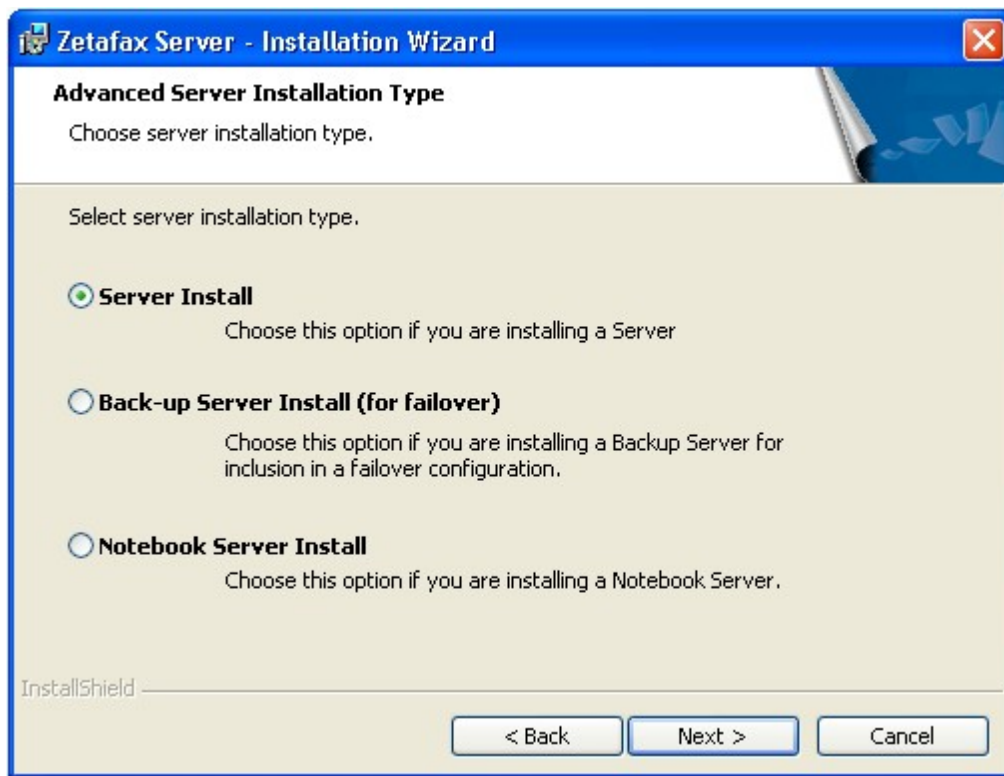 Zetafax Server - Installation Wizard
Advanced Server Installation Type
Choose server installation type.
Select server installation type.
Server Install
Choose this option if you are installing a Server
Back-up Server Install (for failover)
Choose this option if you are installing a Backup Server for
inclusion in a failover configuration.
Notebook Server Install
Choose this option if you are installing a Notebook Server.
InstallShield
< Back
Next >
Cancel